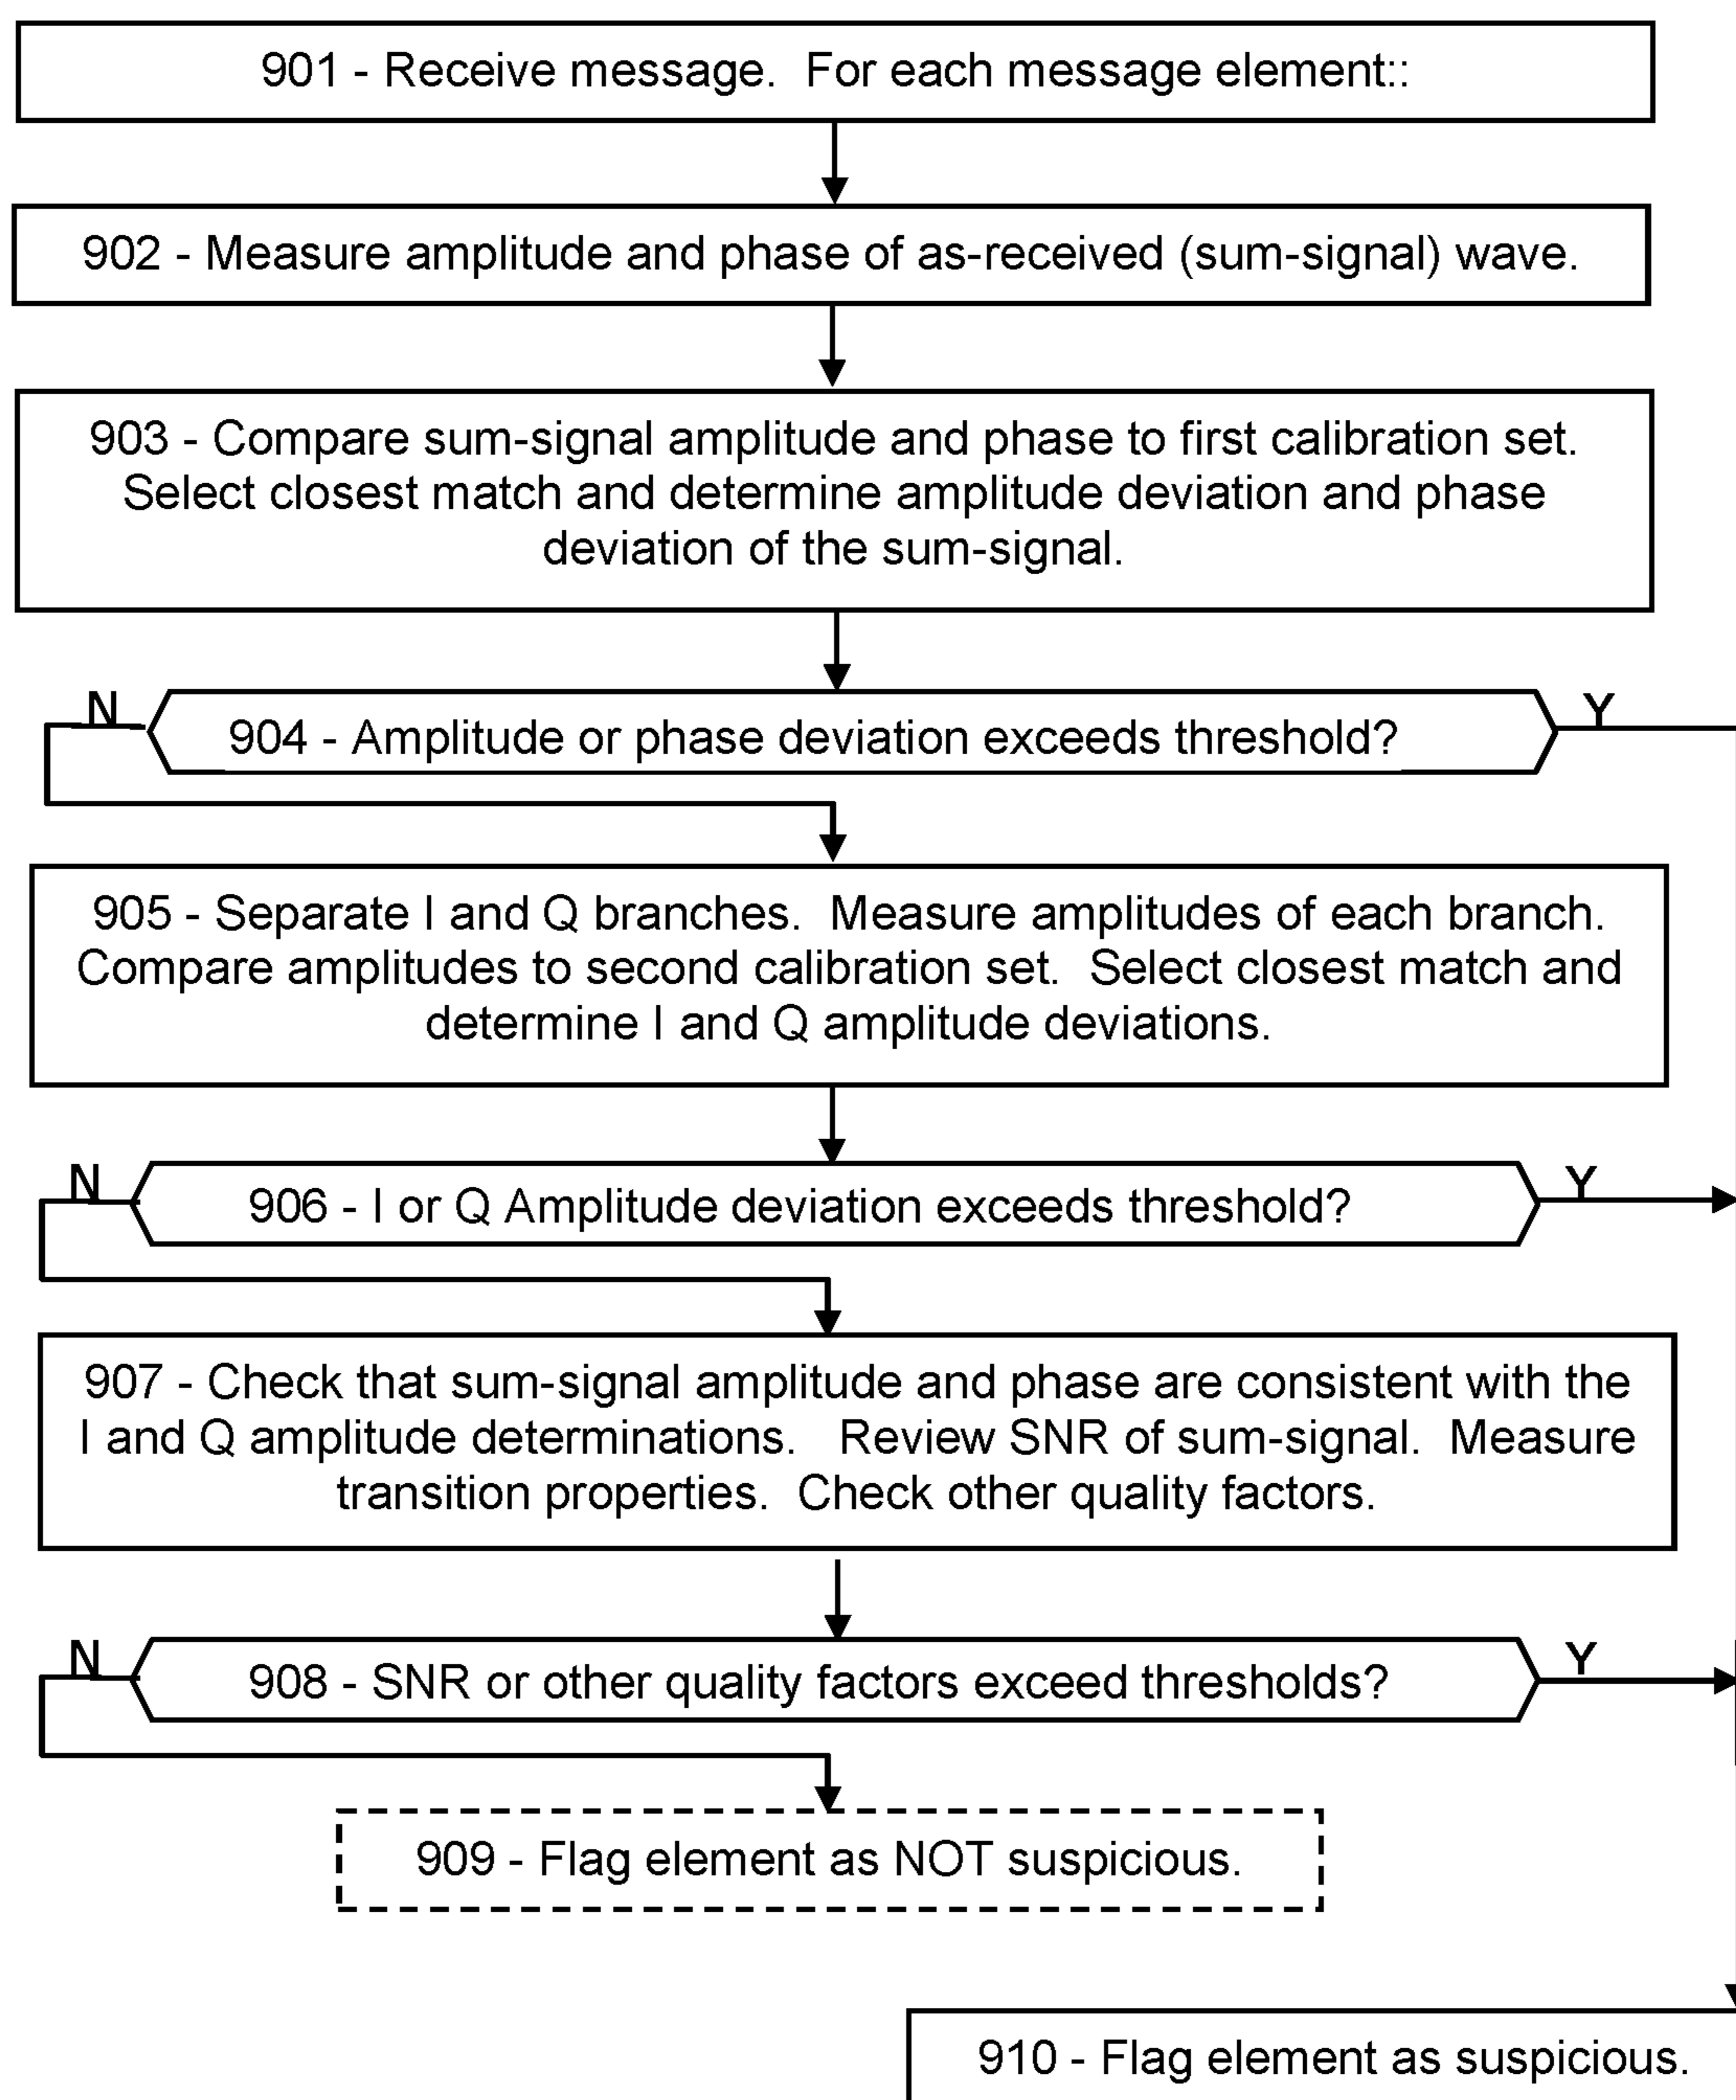 901 - Receive message.  For each message element::
902 - Measure amplitude and phase of as-received (sum-signal) wave.
903 - Compare sum-signal amplitude and phase to first calibration set.
Select closest match and determine amplitude deviation and phase
deviation of the sum-signal.
N
904 - Amplitude or phase deviation exceeds threshold?
Y
905 - Separate I and Q branches.  Measure amplitudes of each branch.
Compare amplitudes to second calibration set.  Select closest match and
determine I and Q amplitude deviations.
N
906 - I or Q Amplitude deviation exceeds threshold?
Y
907 - Check that sum-signal amplitude and phase are consistent with the
I and Q amplitude determinations.   Review SNR of sum-signal.  Measure
transition properties.  Check other quality factors.
N
908 - SNR or other quality factors exceed thresholds?
Y
909 - Flag element as NOT suspicious.
910 - Flag element as suspicious.